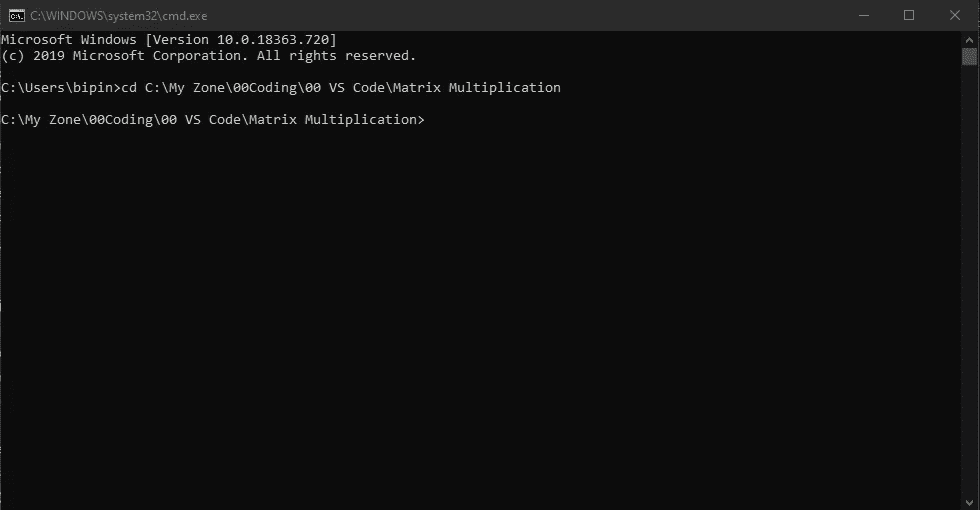 C:\WINDOWS\system32\cmd.exe
Microsoft Windows [Version 10.0.18363.720]
(c) 2019 Microsoft Corporation. All rights reserved.
C:\Users\bipin>cd C:\My Zone\00Coding\00 VS Code\Matrix Multiplication
C:\My Zone\00Coding\00 VS Code\Matrix Multiplication>